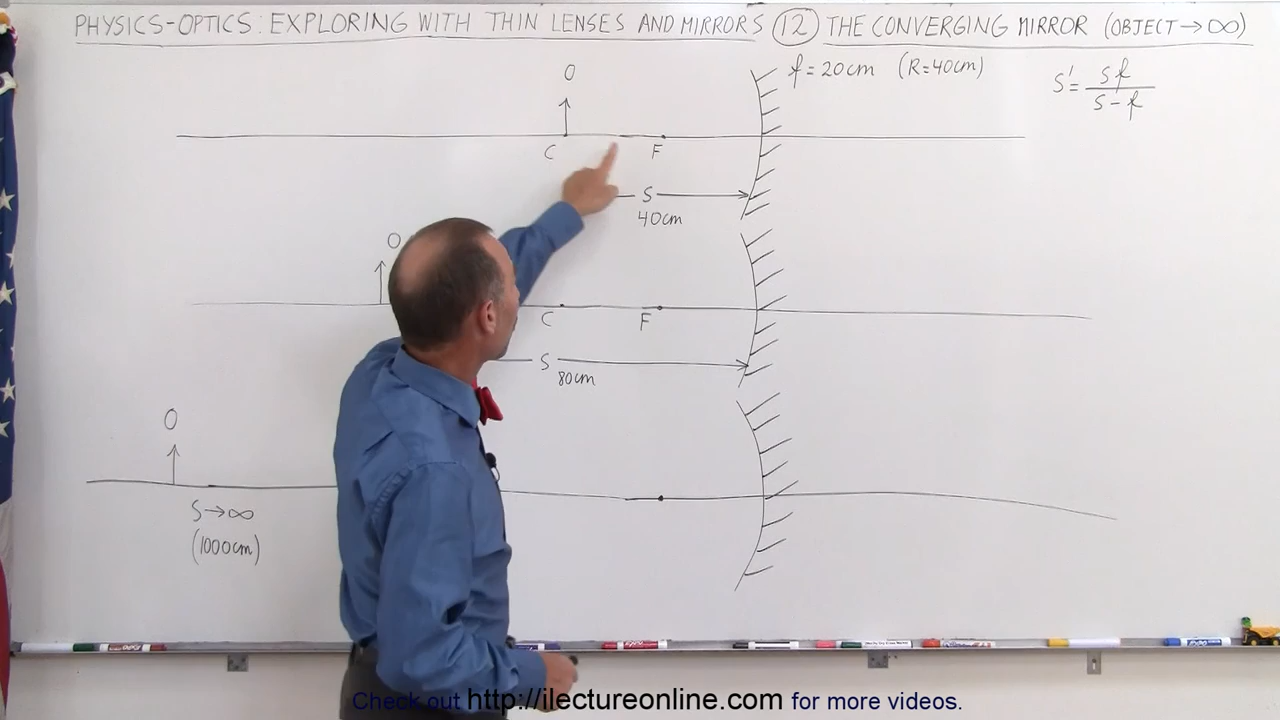 PHYSICS-OPTICS: EXPLORING WITH THIN LENSES AND MIRRORS 12 THE CONVERGING MIRROR (OBJECT→∞)
f = 20cm (R=40cm)
S' = Sf / S-f
O
C F
S
40cm
O
C F
S
80cm
O
S→∞
(1000cm)
Check out http://ilectureonline.com for more videos.